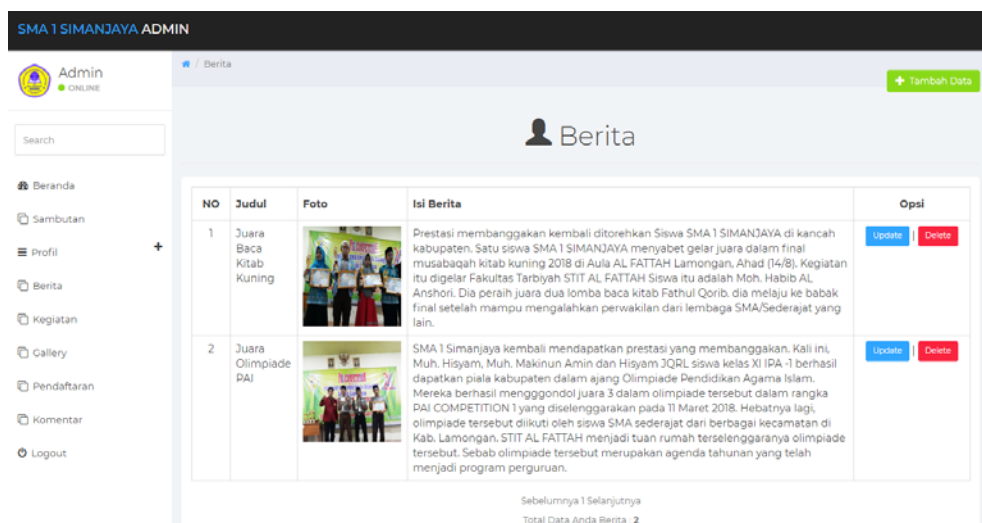 SMA 1 SIMANJAYA ADMIN
Admin
ONLINE
/ Berita
+ Tambah Data
Search
Berita
Beranda
Sambutan
Profil +
Berita
Kegiatan
Gallery
Pendaftaran
Komentar
Logout
NO Judul Foto Isi Berita Opsi
1 Juara
Baca
Kitab
Kuning
Prestasi membanggakan kembali ditorehkan Siswa SMA 1 SIMANJAYA di kancah
kabupaten. Satu siswa SMA 1 SIMANJAYA menyabet gelar juara dalam final
musabaqah kitab kuning 2018 di Aula AL FATTAH Lamongan, Ahad (14/8). Kegiatan
itu digelar Fakultas Tarbiyah STIT AL FATTAH Siswa itu adalah Moh. Habib AL
Anshori. Dia peraih juara dua lomba baca kitab Fathul Qorib. dia melaju ke babak
final setelah mampu mengalahkan perwakilan dari lembaga SMA/Sederajat yang
lain.
Update | Delete
2 Juara
Olimpiade
PAI
SMA 1 Simanjaya kembali mendapatkan prestasi yang membanggakan. Kali ini,
Muh. Hisyam, Muh. Makinun Amin dan Hisyam JQRL siswa kelas XI IPA -1 berhasil
dapatkan piala kabupaten dalam ajang Olimpiade Pendidikan Agama Islam.
Mereka berhasil mengggondol juara 3 dalam olimpiade tersebut dalam rangka
PAI COMPETITION 1 yang diselenggarakan pada 11 Maret 2018. Hebatnya lagi,
olimpiade tersebut diikuti oleh siswa SMA sederajat dari berbagai kecamatan di
Kab. Lamongan. STIT AL FATTAH menjadi tuan rumah terselenggaranya olimpiade
tersebut. Sebab olimpiade tersebut merupakan agenda tahunan yang telah
menjadi program perguruan.
Update | Delete
Sebelumnya 1 Selanjutnya
Total Data Anda Berita : 2